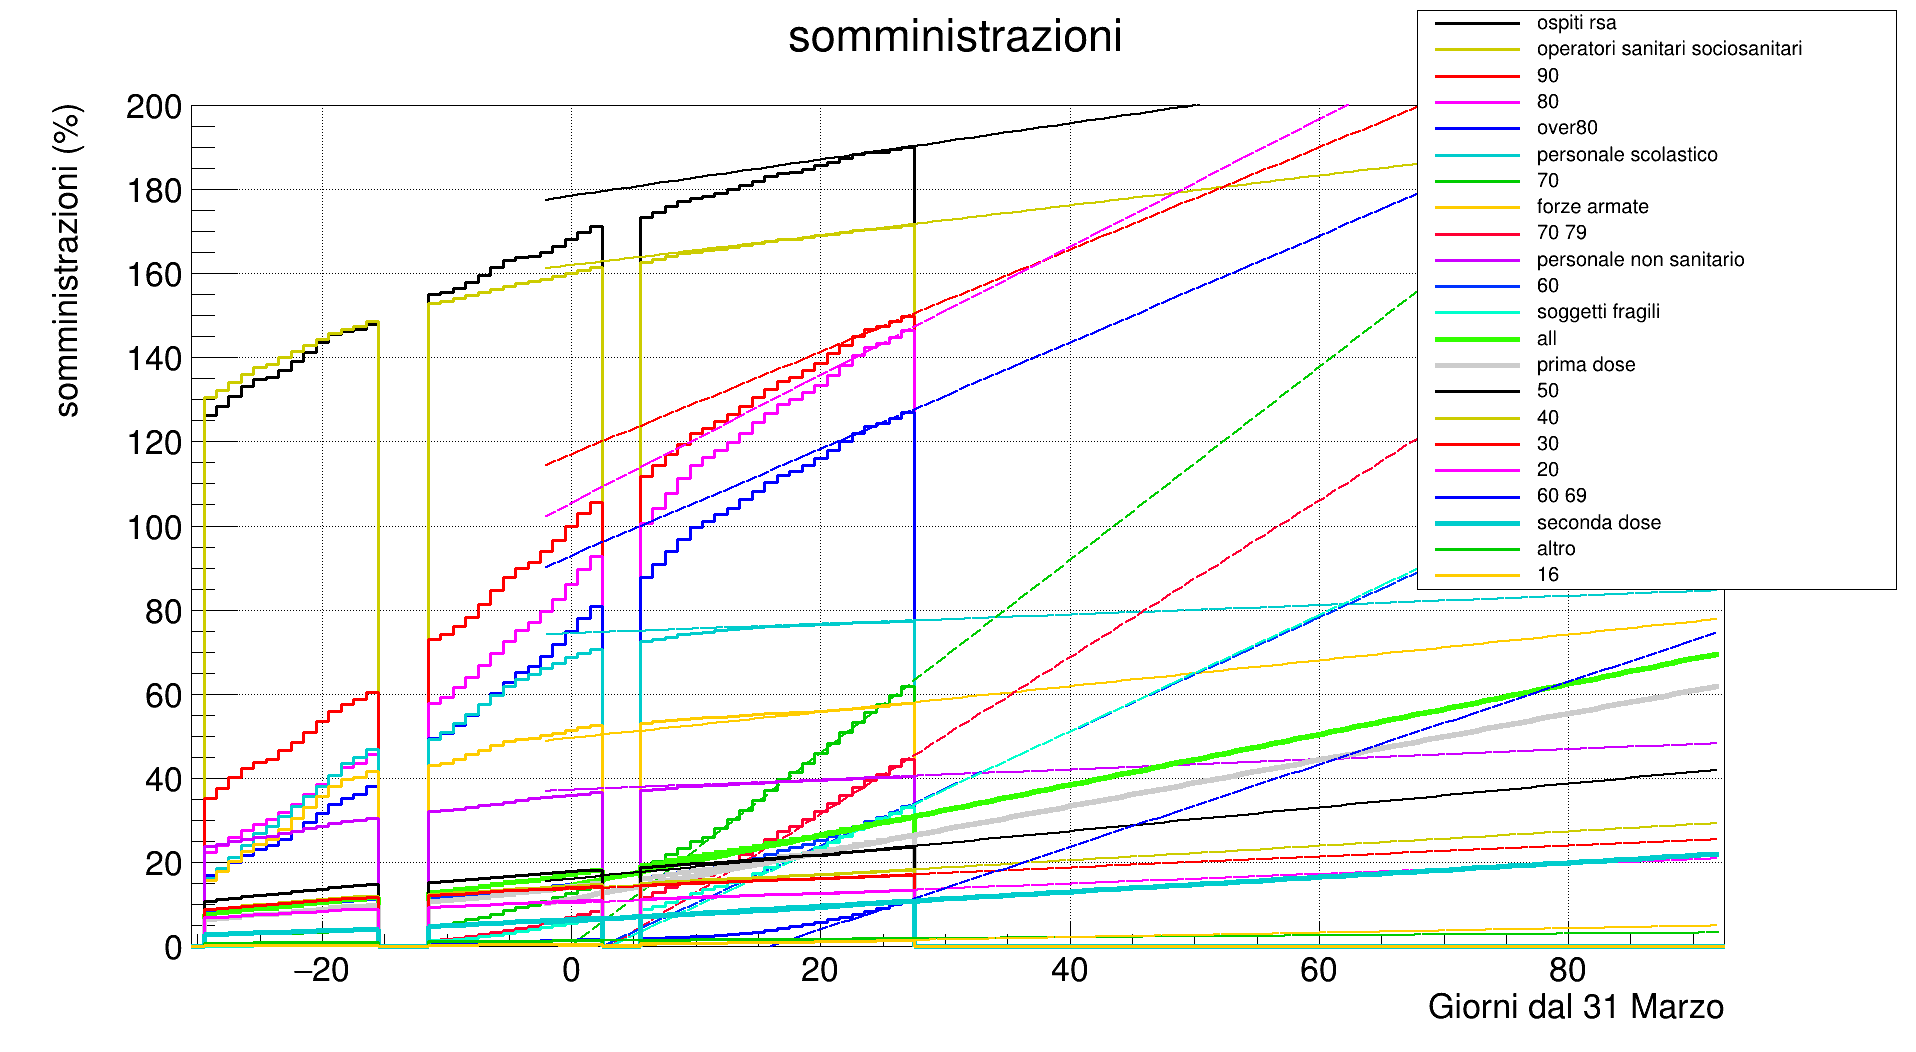 somministrazioni
somministrazioni (%)
200
180
160
140
120
100
80
60
40
20
0
−20
0
20
40
60
80
Giorni dal 31 Marzo
ospiti rsa
operatori sanitari sociosanitari
90
80
over80
personale scolastico
70
forze armate
70 79
personale non sanitario
60
soggetti fragili
all
prima dose
50
40
30
20
60 69
seconda dose
altro
16